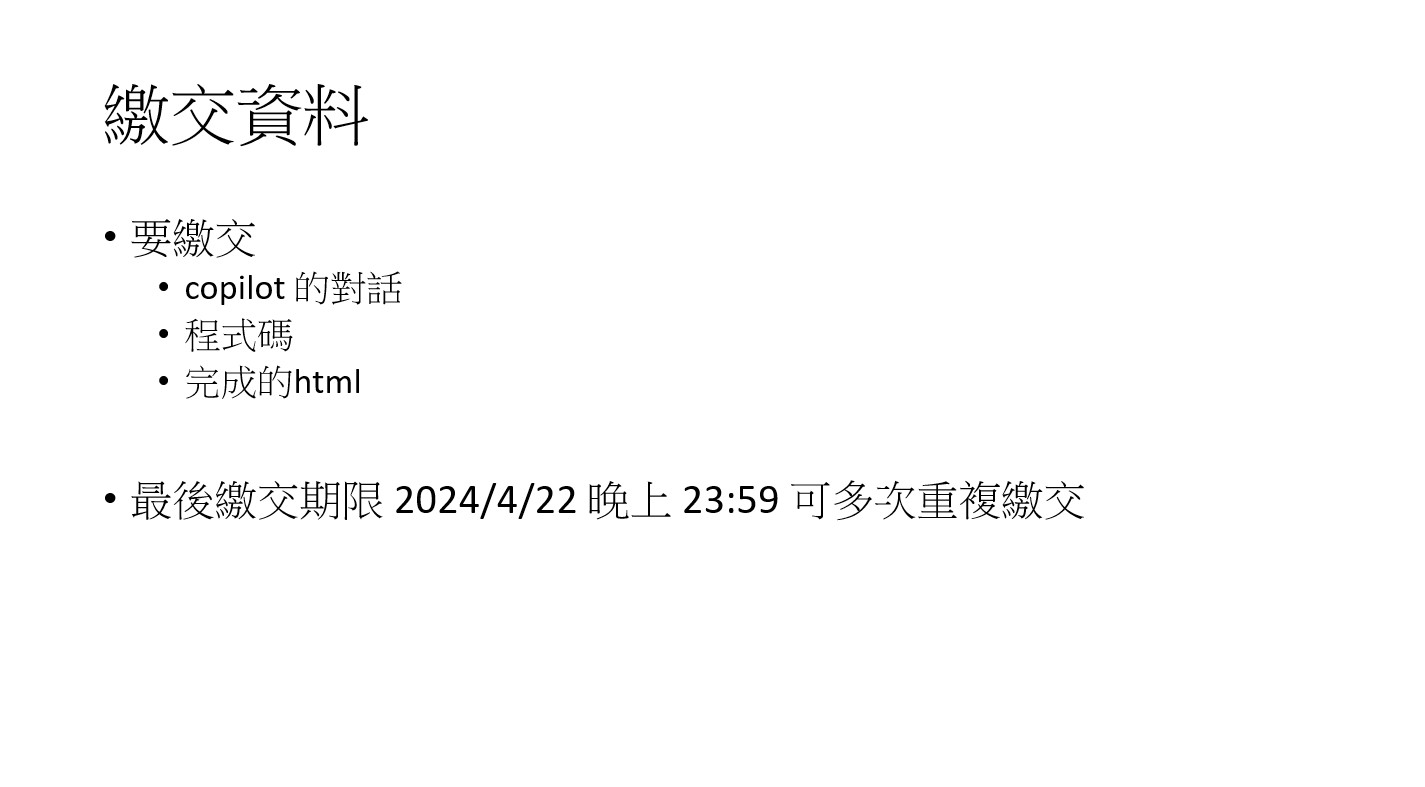 繳交資料
• 要繳交
• copilot 的對話
• 程式碼
• 完成的html
• 最後繳交期限 2024/4/22 晚上 23:59 可多次重複繳交